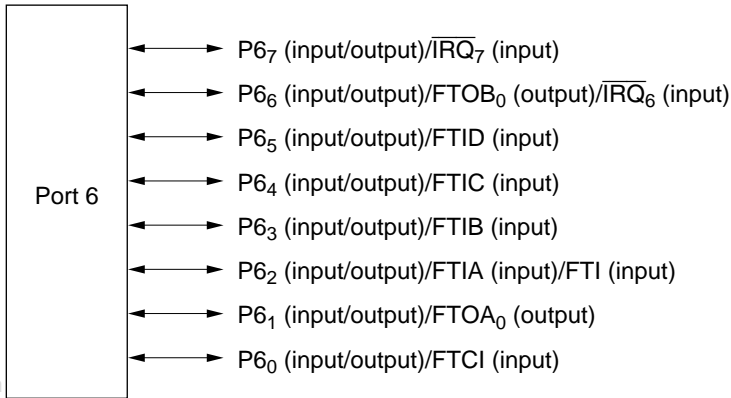 P6₇ (input/output)/I̅R̅Q̅₇ (input)
P6₆ (input/output)/FTOB₀ (output)/I̅R̅Q̅₆ (input)
P6₅ (input/output)/FTID (input)
P6₄ (input/output)/FTIC (input)
Port 6
P6₃ (input/output)/FTIB (input)
P6₂ (input/output)/FTIA (input)/FTI (input)
P6₁ (input/output)/FTOA₀ (output)
P6₀ (input/output)/FTCI (input)